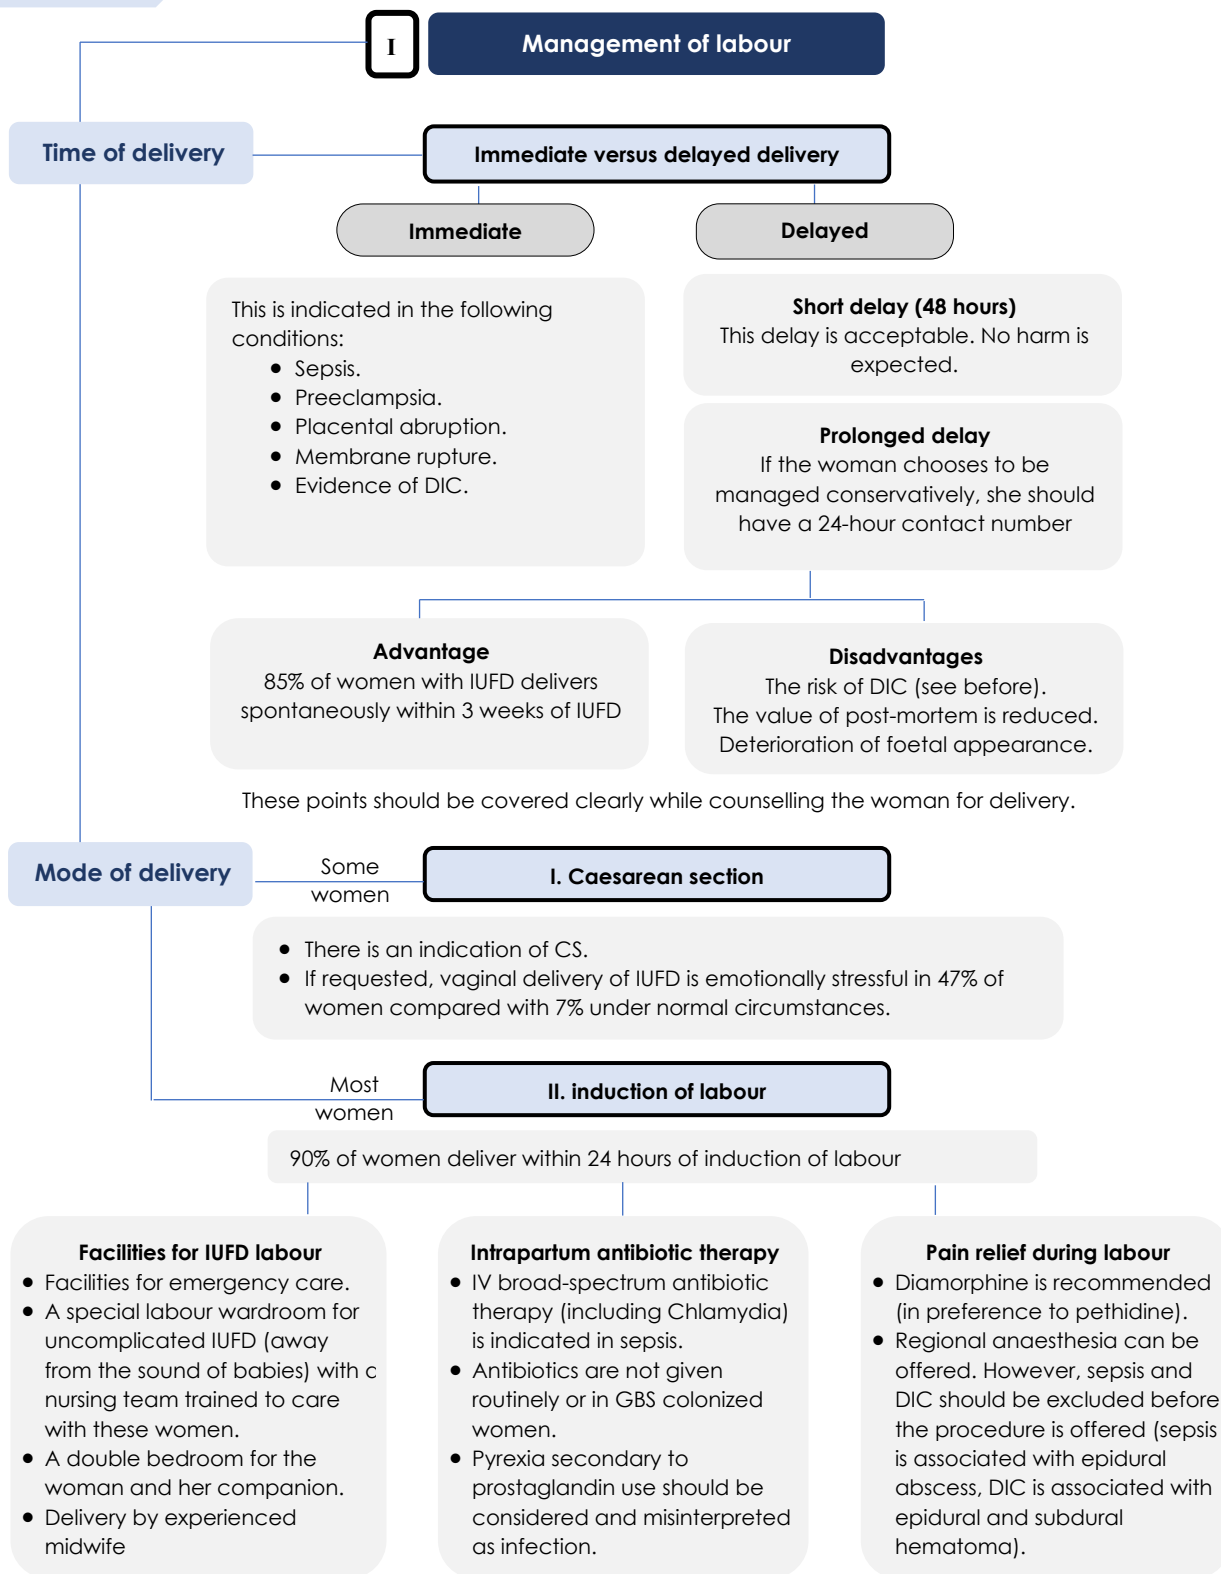 I
Management of labour
Time of delivery
Immediate versus delayed delivery
Immediate
Delayed
This is indicated in the following
conditions:
● Sepsis.
● Preeclampsia.
● Placental abruption.
● Membrane rupture.
● Evidence of DIC.
Short delay (48 hours)
This delay is acceptable. No harm is
expected.
Prolonged delay
If the woman chooses to be
managed conservatively, she should
have a 24-hour contact number
Advantage
85% of women with IUFD delivers
spontaneously within 3 weeks of IUFD
Disadvantages
The risk of DIC (see before).
The value of post-mortem is reduced.
Deterioration of foetal appearance.
These points should be covered clearly while counselling the woman for delivery.
Mode of delivery
Some
women
I. Caesarean section
● There is an indication of CS.
● If requested, vaginal delivery of IUFD is emotionally stressful in 47% of
women compared with 7% under normal circumstances.
Most
women
II. induction of labour
90% of women deliver within 24 hours of induction of labour
Facilities for IUFD labour
● Facilities for emergency care.
● A special labour wardroom for
uncomplicated IUFD (away
from the sound of babies) with a
nursing team trained to care
with these women.
● A double bedroom for the
woman and her companion.
● Delivery by experienced
midwife
Intrapartum antibiotic therapy
● IV broad-spectrum antibiotic
therapy (including Chlamydia)
is indicated in sepsis.
● Antibiotics are not given
routinely or in GBS colonized
women.
● Pyrexia secondary to
prostaglandin use should be
considered and misinterpreted
as infection.
Pain relief during labour
● Diamorphine is recommended
(in preference to pethidine).
● Regional anaesthesia can be
offered. However, sepsis and
DIC should be excluded before
the procedure is offered (sepsis
is associated with epidural
abscess, DIC is associated with
epidural and subdural
hematoma).